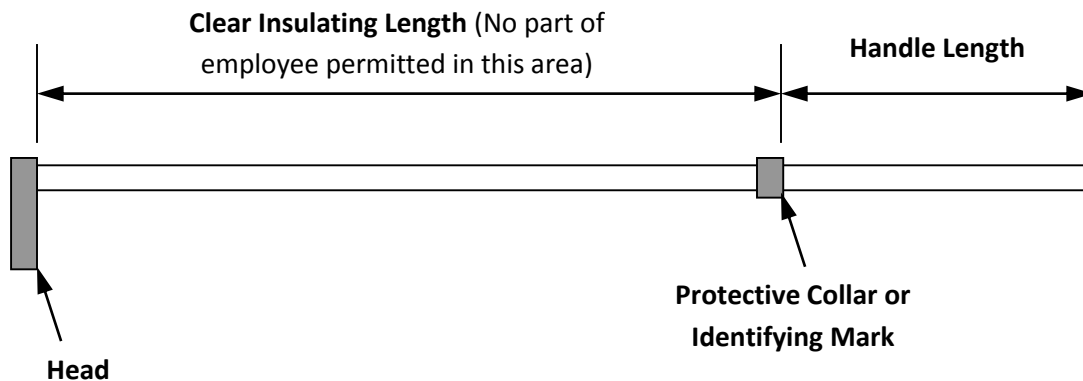 Clear Insulating Length (No part of
employee permitted in this area)
Handle Length
Protective Collar or
Identifying Mark
Head